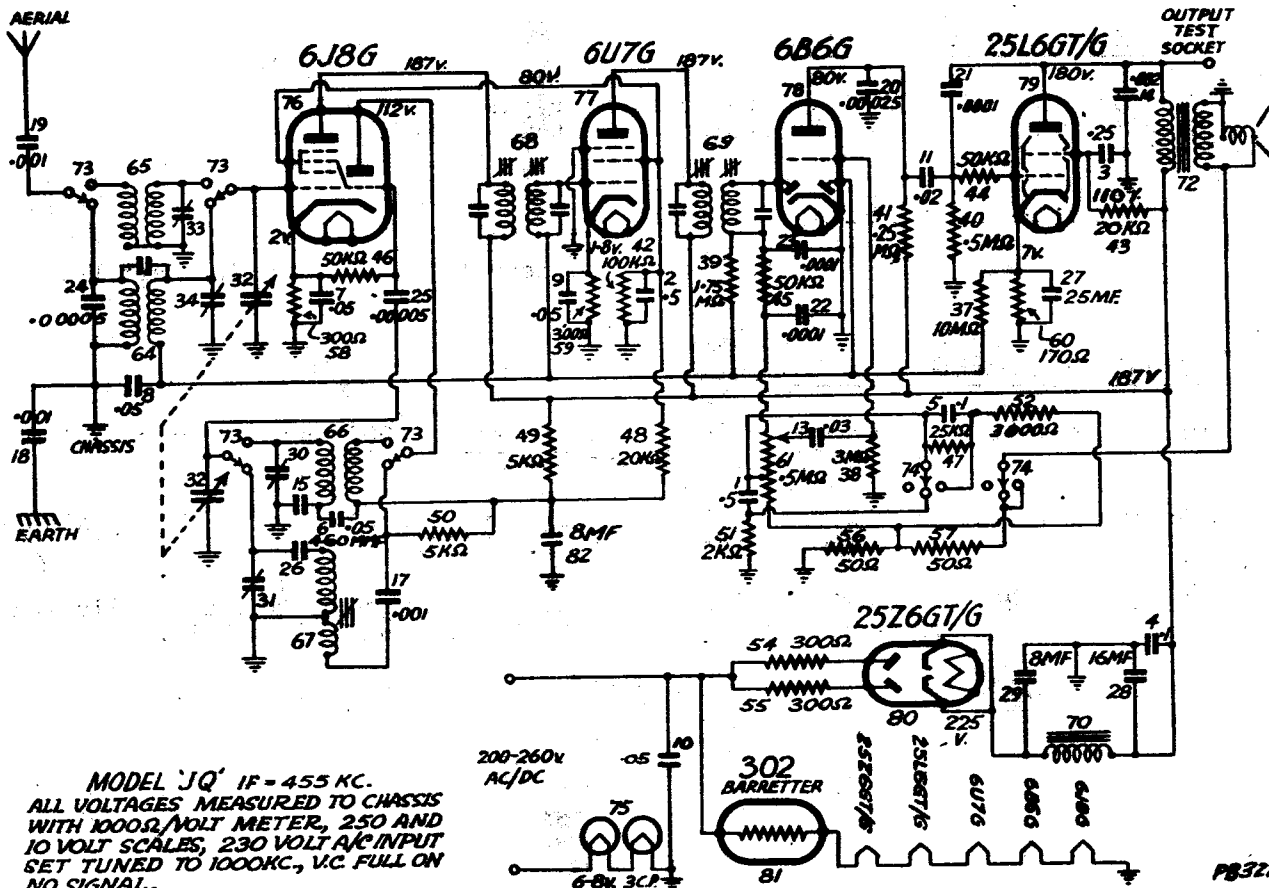 AERIAL
6J8G
6U7G
6B6G
25L6GT/G
OUTPUT
TEST
SOCKET
187v.
80v.
187v.
80v.
180v.
112v.
76
77
78
79
19
.001
73
65
73
33
68
69
20
.00025
21
.0001
.002
14
.25
3
110v.
20KΩ
43
72
11
.02
50KΩ
44
41
.25
MΩ
40
.5MΩ
2v.
50KΩ 46
7
.05
300Ω
58
25
.00005
24
.00005
34
32
64
8
.05
1.8v.
42
100KΩ
9
.05
300Ω
59
2
.5
39
1.75
MΩ
23
.0001
50KΩ
45
22
.0001
37
10MΩ
7v.
27
25MF.
60
170Ω
187V
.001
18
CHASSIS
EARTH
73
66
73
32
30
15
6
.05
460MMF
26
31
67
17
.001
50
5KΩ
49
5KΩ
48
20KΩ
8MF
82
13
.03
61
.5MΩ
3MΩ
38
1
.5
51
2KΩ
5
.1
25KΩ
47
52
3000Ω
74
74
56
50Ω
57
50Ω
25Z6GT/G
54
300Ω
55
300Ω
80
225
V.
8MF
29
16MF
28
4
.1
70
200-260v
AC/DC
.05
10
302
BARRETTER
81
75
6-8v. 3C.P.
25Z6GT/G
25L6GT/G
6U7G
6B6G
6J8G
MODEL 'JQ' IF = 455 KC.
ALL VOLTAGES MEASURED TO CHASSIS
WITH 1000Ω/VOLT METER, 250 AND
10 VOLT SCALES, 230 VOLT A/C INPUT
SET TUNED TO 1000KC., V.C. FULL ON
NO SIGNAL.